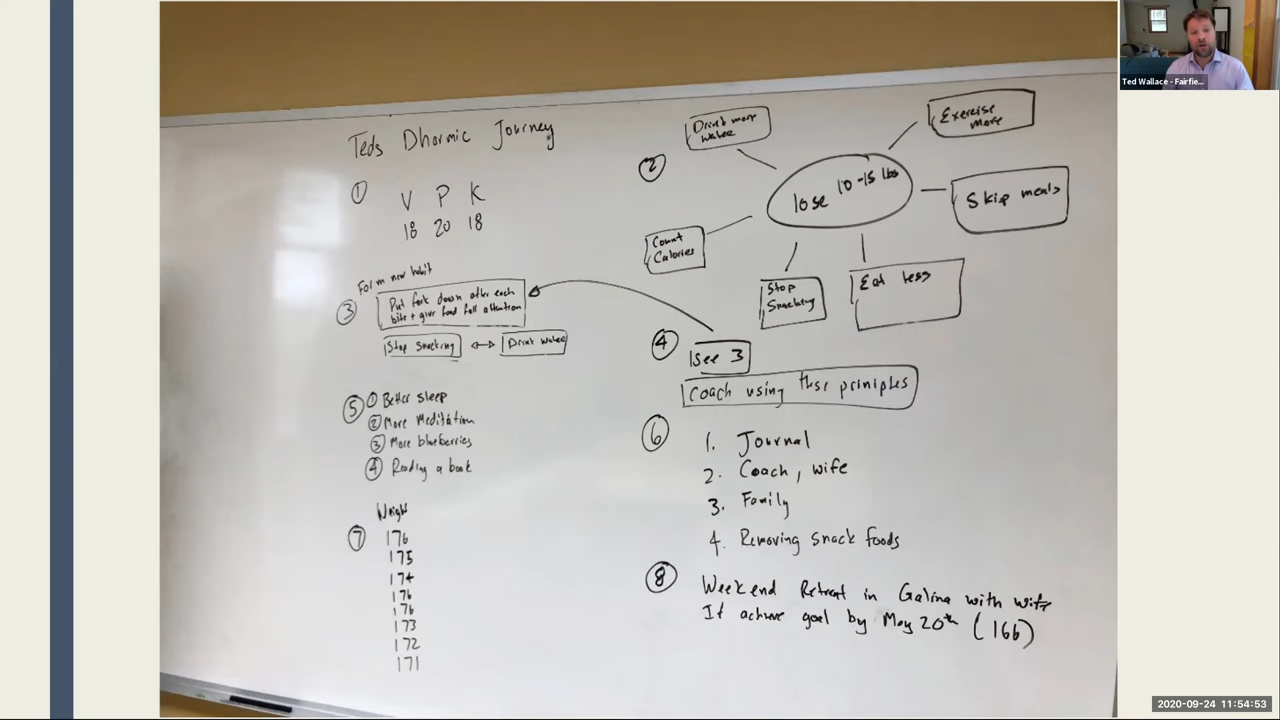 Teds Dhormic Journey
①
V P K
18 20 18
②
Drink more
water
Exercise
more
lose 10-15 lbs
Skip meals
Count
Calories
Stop
Snacking
Eat less
Form new habit
③
Put fork down after each
bite + give food full attention
Stop snacking
Drink water
④
See 3
Coach using these principles
⑤
① Better sleep
② More Meditation
③ More blueberries
④ Reading a book
⑥
1. Journal
2. Coach, wife
3. Family
4. Removing snack foods
⑦
Weight
176
175
174
176
176
173
172
171
⑧
Weekend Retreat in Galina with wife
If achieve goal by May 20th (166)
Ted Wallace - Fairfie...
2020-09-24 11:54:53